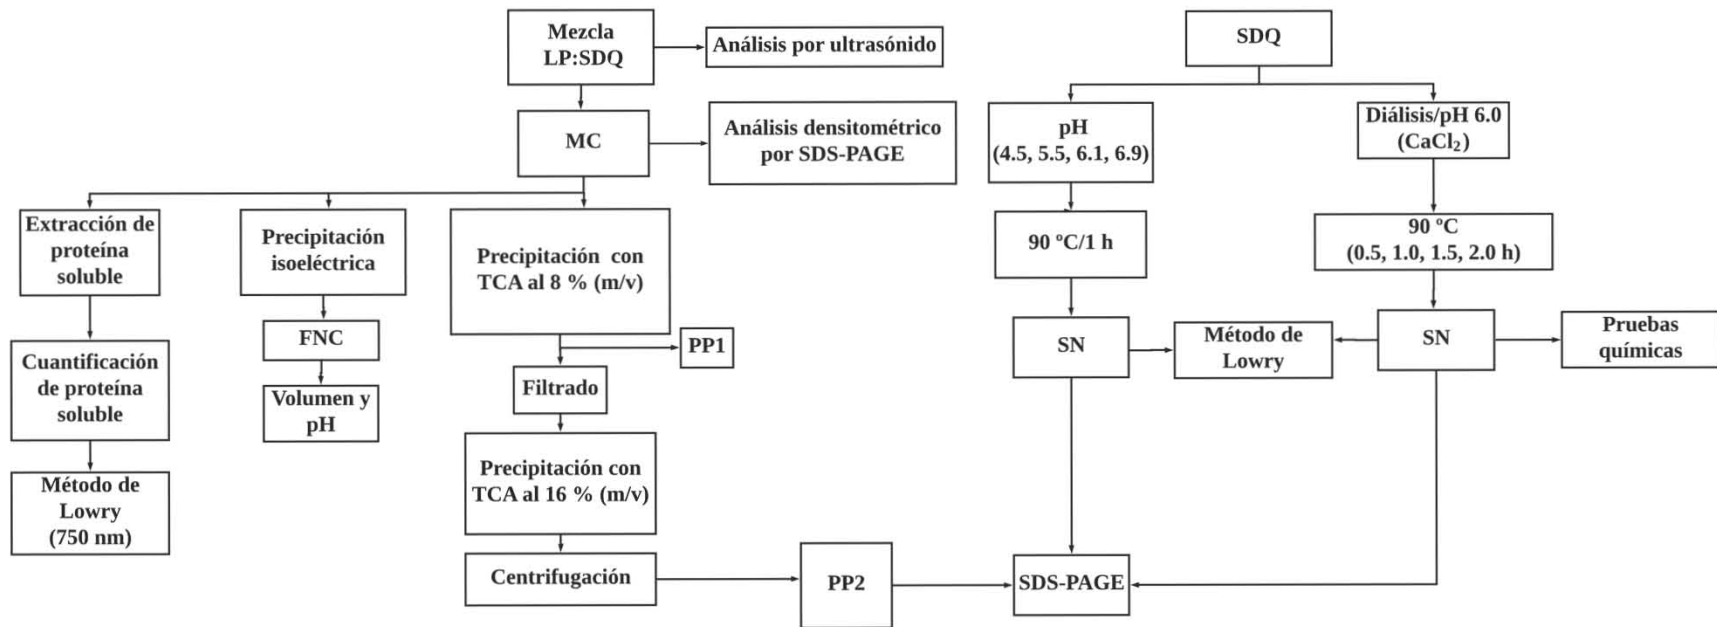 Mezcla
LP:SDQ
Análisis por ultrasónido
SDQ
MC
Análisis densitométrico
por SDS-PAGE
pH
(4.5, 5.5, 6.1, 6.9)
Diálisis/pH 6.0
(CaCl₂)
Extracción de
proteína
soluble
Precipitación
isoeléctrica
Precipitación con
TCA al 8 % (m/v)
90 ºC/1 h
90 ºC
(0.5, 1.0, 1.5, 2.0 h)
Cuantificación
de proteína
soluble
FNC
PP1
SN
Método de
Lowry
SN
Pruebas
químicas
Filtrado
Volumen y
pH
Método de
Lowry
(750 nm)
Precipitación con
TCA al 16 % (m/v)
Centrifugación
PP2
SDS-PAGE